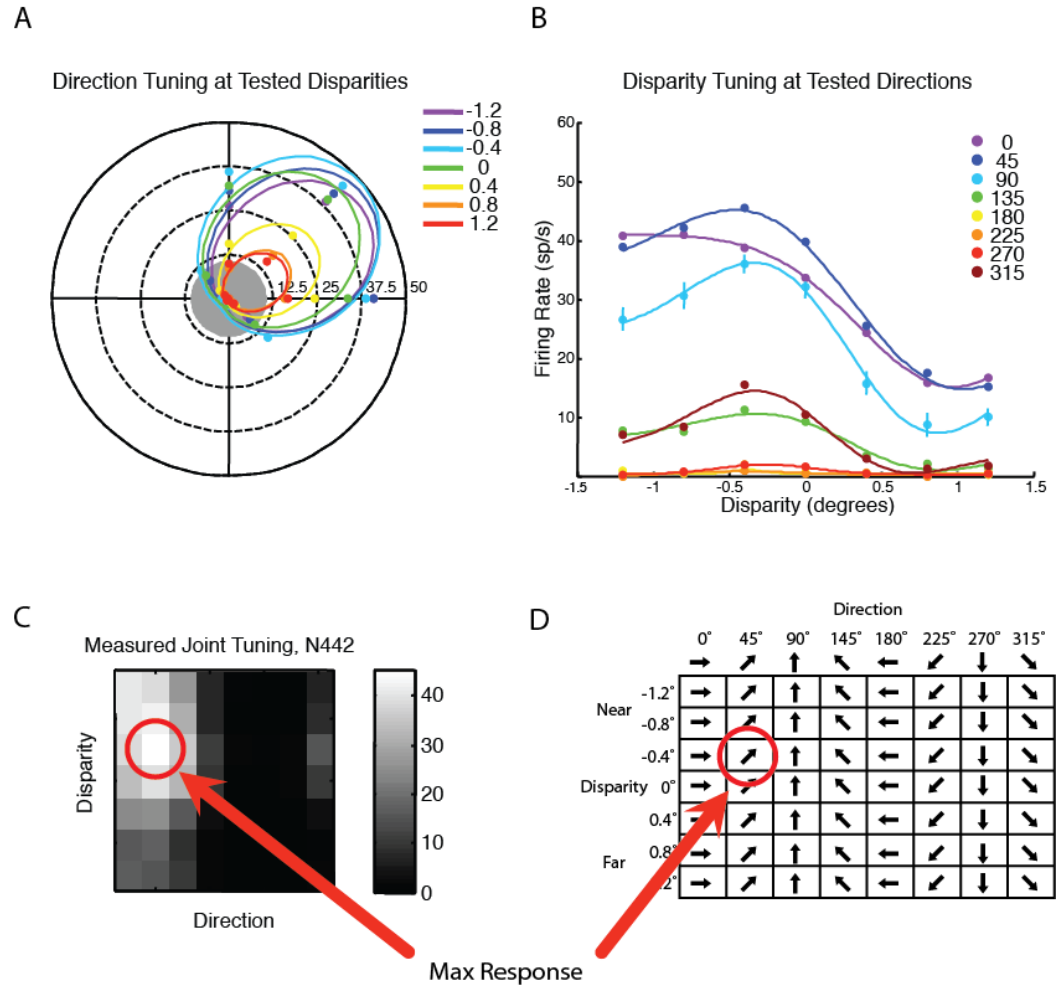 A
Direction Tuning at Tested Disparities
-1.2
-0.8
-0.4
0
0.4
0.8
1.2
12.5 25 37.5 50
B
Disparity Tuning at Tested Directions
60
50
40
30
20
10
Firing Rate (sp/s)
-1.5 -1 -0.5 0 0.5 1 1.5
Disparity (degrees)
0
45
90
135
180
225
270
315
C
Measured Joint Tuning, N442
Disparity
Direction
40
30
20
10
0
D
Direction
0° 45° 90° 145° 180° 225° 270° 315°
-1.2°
Near
-0.8°
-0.4°
Disparity 0°
0.4°
Far
0.8°
2°
Max Response